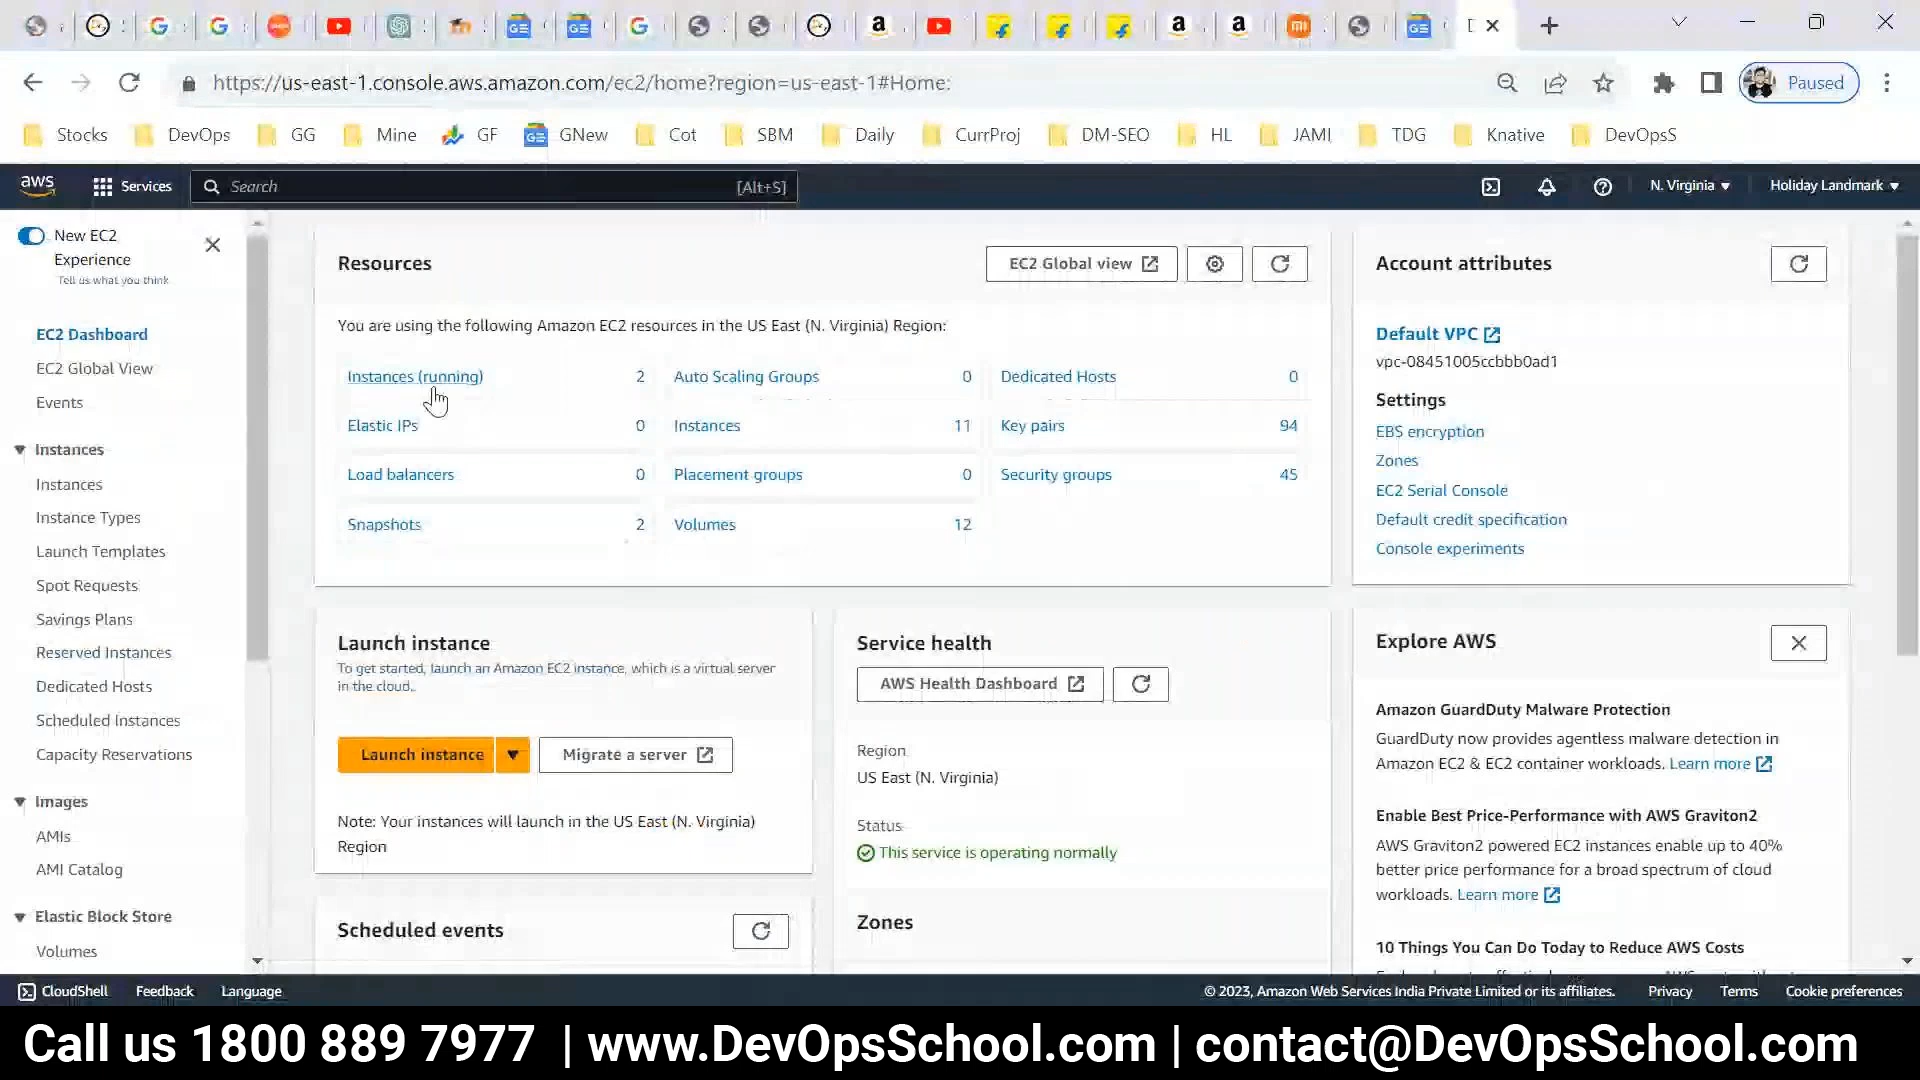 https://us-east-1.console.aws.amazon.com/ec2/home?region=us-east-1#Home:
Paused
Stocks DevOps GG Mine GF GNew Cot SBM Daily CurrProj DM-SEO HL JAMI TDG Knative DevOpsS
aws Services Search [Alt+S] N. Virginia Holiday Landmark
New EC2
Experience
Tell us what you think
EC2 Dashboard
EC2 Global View
Events
Instances
Instances
Instance Types
Launch Templates
Spot Requests
Savings Plans
Reserved Instances
Dedicated Hosts
Scheduled Instances
Capacity Reservations
Images
AMIs
AMI Catalog
Elastic Block Store
Volumes
Resources
EC2 Global view
You are using the following Amazon EC2 resources in the US East (N. Virginia) Region:
Instances (running) 2 Auto Scaling Groups 0 Dedicated Hosts 0
Elastic IPs 0 Instances 11 Key pairs 94
Load balancers 0 Placement groups 0 Security groups 45
Snapshots 2 Volumes 12
Account attributes
Default VPC
vpc-08451005ccbbb0ad1
Settings
EBS encryption
Zones
EC2 Serial Console
Default credit specification
Console experiments
Launch instance
To get started, launch an Amazon EC2 instance, which is a virtual server
in the cloud.
Launch instance Migrate a server
Note: Your instances will launch in the US East (N. Virginia)
Region
Scheduled events
Service health
AWS Health Dashboard
Region
US East (N. Virginia)
Status
This service is operating normally
Zones
Explore AWS
Amazon GuardDuty Malware Protection
GuardDuty now provides agentless malware detection in
Amazon EC2 & EC2 container workloads. Learn more
Enable Best Price-Performance with AWS Graviton2
AWS Graviton2 powered EC2 instances enable up to 40%
better price performance for a broad spectrum of cloud
workloads. Learn more
10 Things You Can Do Today to Reduce AWS Costs
CloudShell Feedback Language © 2023, Amazon Web Services India Private Limited or its affiliates. Privacy Terms Cookie preferences
Call us 1800 889 7977 | www.DevOpsSchool.com | contact@DevOpsSchool.com